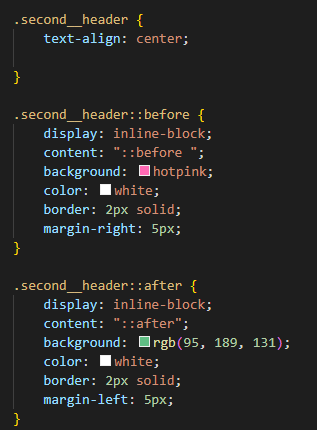 .second__header {
    text-align: center;

}

.second__header::before {
    display: inline-block;
    content: "::before ";
    background: hotpink;
    color: white;
    border: 2px solid;
    margin-right: 5px;
}

.second__header::after {
    display: inline-block;
    content: "::after";
    background: rgb(95, 189, 131);
    color: white;
    border: 2px solid;
    margin-left: 5px;
}